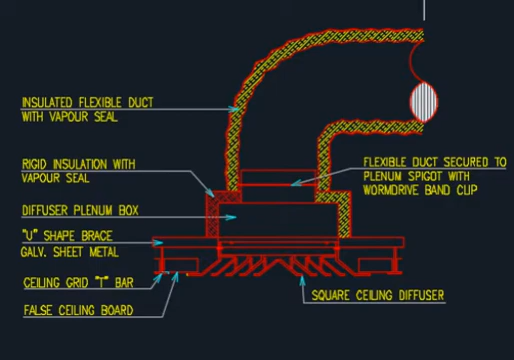 INSULATED FLEXIBLE DUCT
WITH VAPOUR SEAL
RIGID INSULATION WITH
VAPOUR SEAL
DIFFUSER PLENUM BOX
"U" SHAPE BRACE
GALV. SHEET METAL
CEILING GRID "T" BAR
FALSE CEILING BOARD
FLEXIBLE DUCT SECURED TO
PLENUM SPIGOT WITH
WORMDRIVE BAND CLIP
SQUARE CEILING DIFFUSER